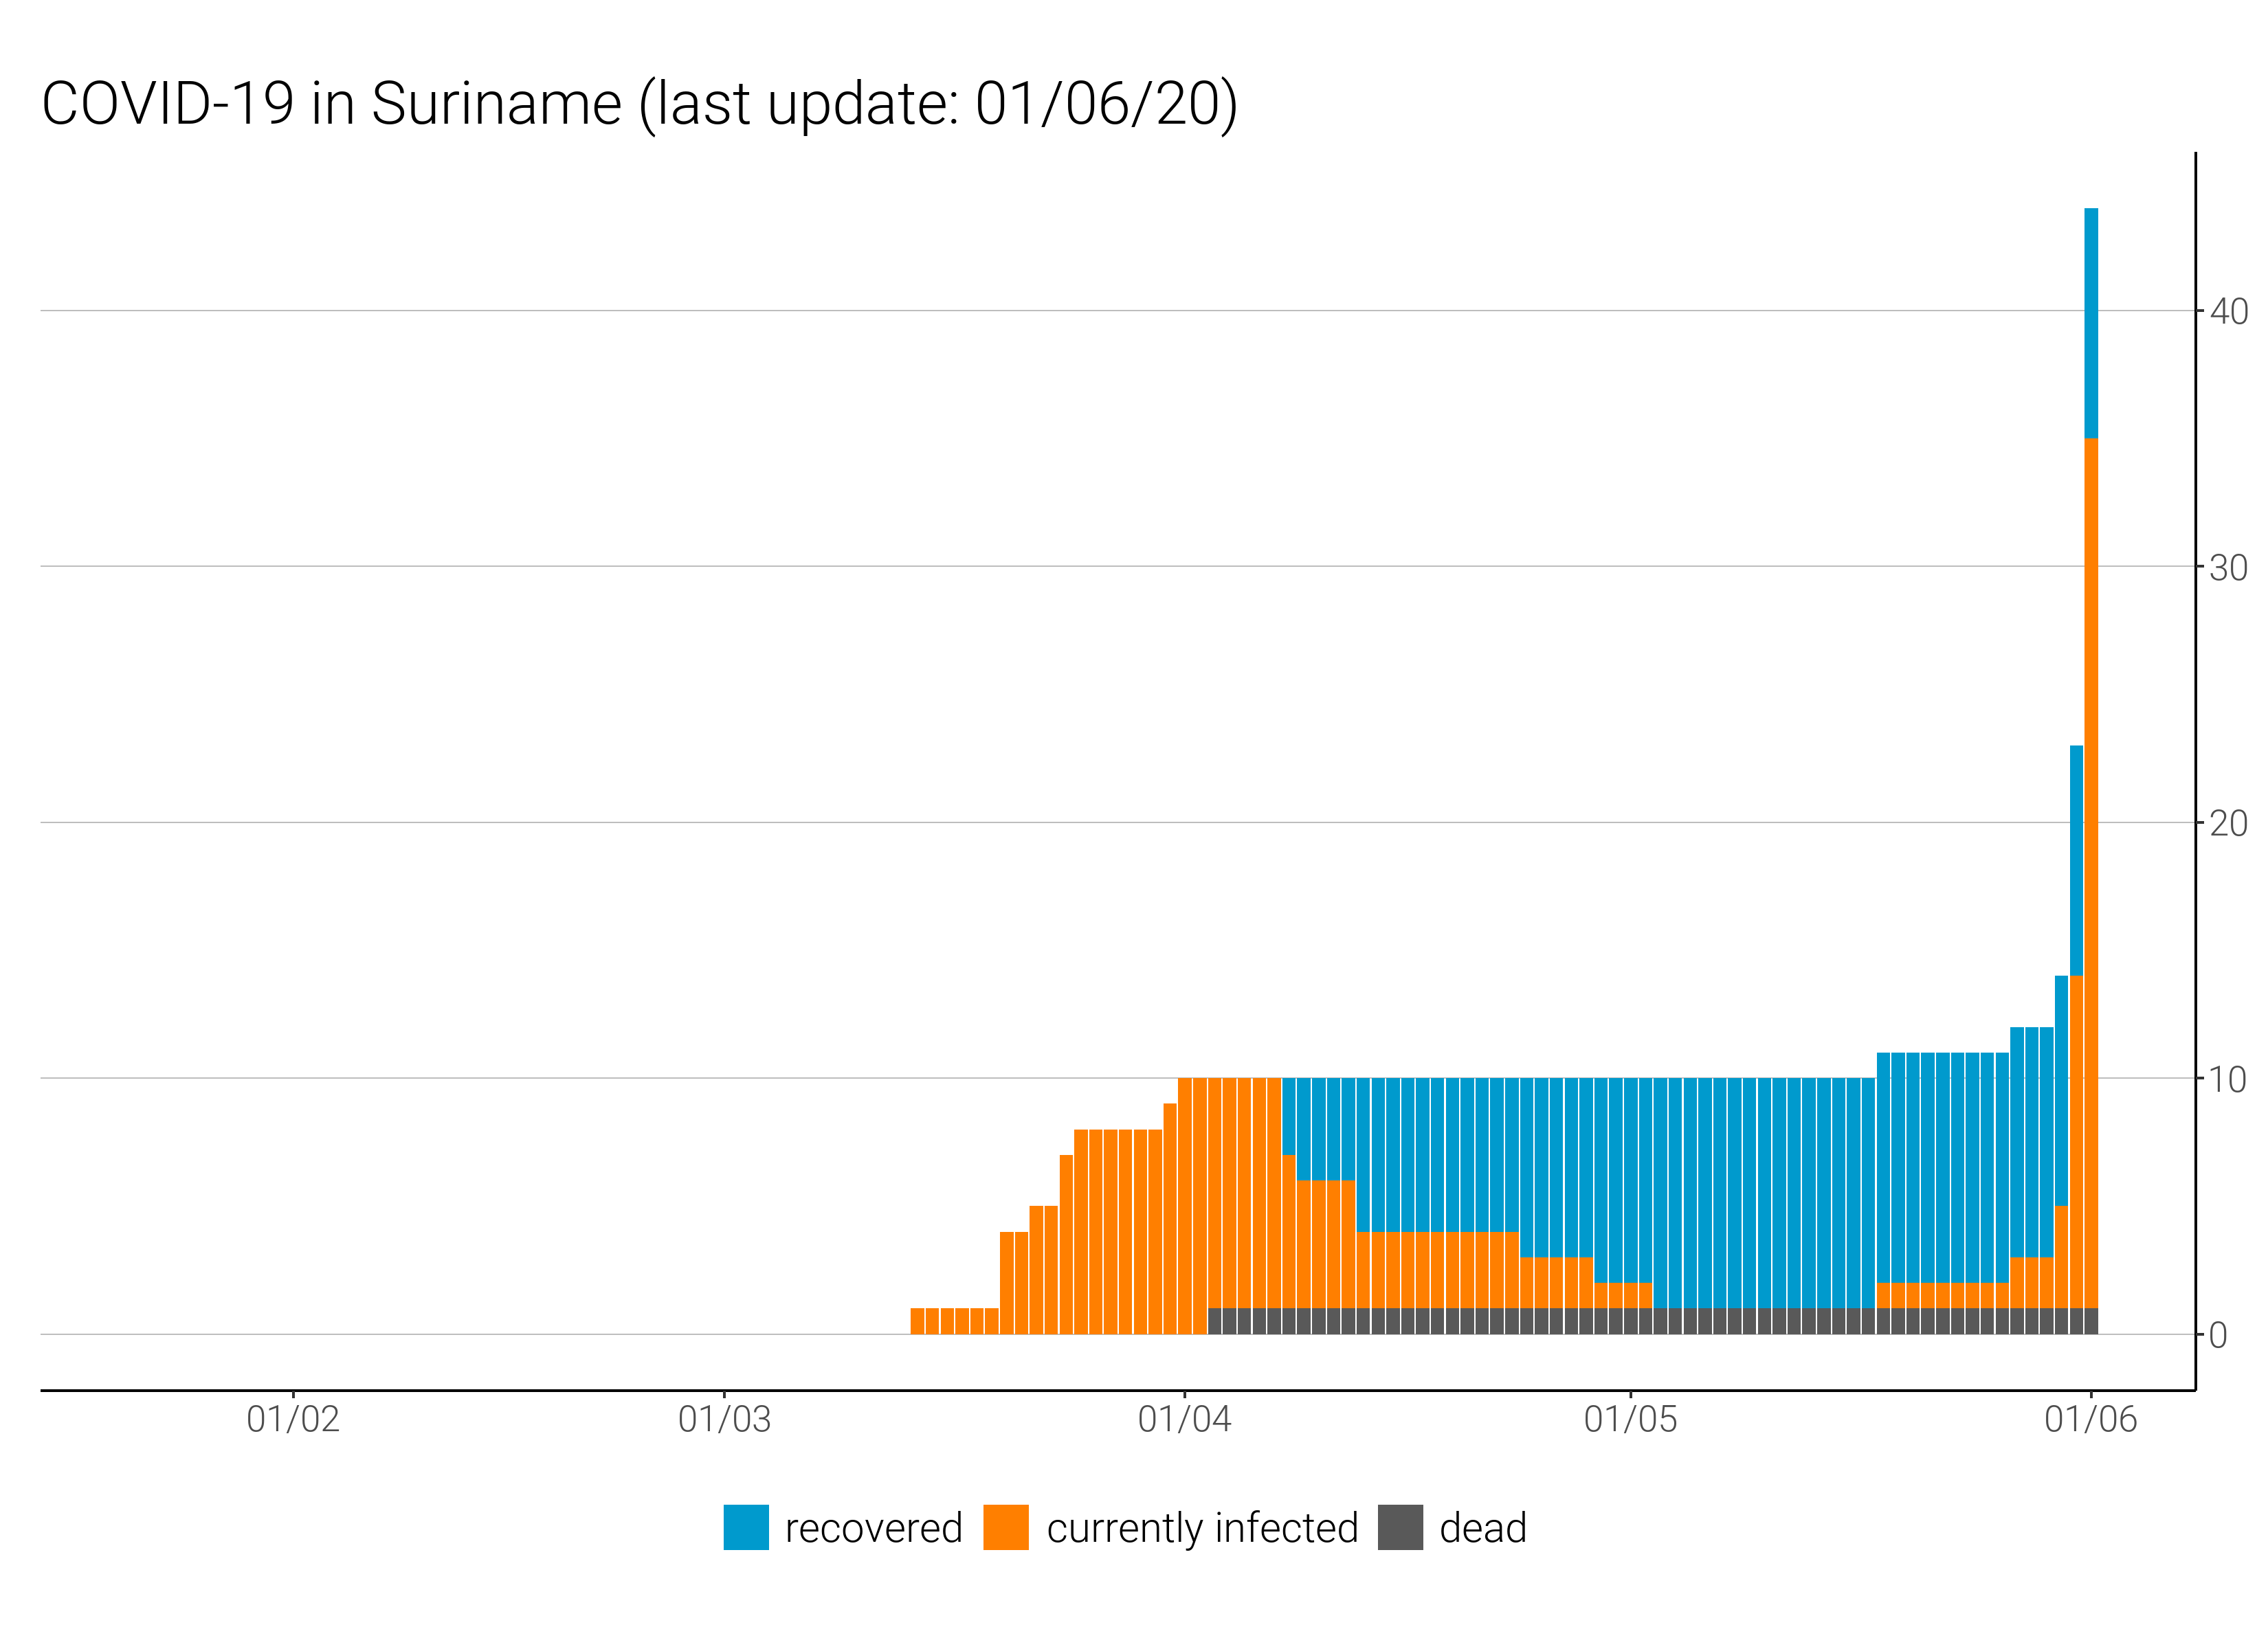 COVID-19 in Suriname (last update: 01/06/20)
40
30
20
10
0
01/02 01/03 01/04 01/05 01/06
recovered currently infected dead